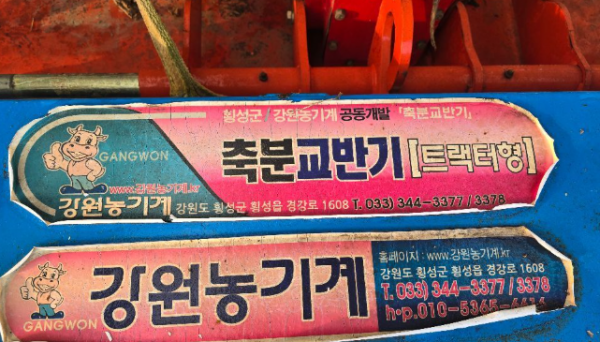 횡성군 / 강원농기계 공동개발 「축분교반기」
GANGWON
축분교반기 [트랙터형]
www.강원농기계.kr
강원농기계 강원도 횡성군 횡성읍 경강로 1608 T. 033) 344-3377 / 3378
GANGWON
강원농기계
홈페이지 : www.강원농기계.kr
강원도 횡성군 횡성읍 경강로 1608
T. 033) 344-3377 / 3378
h·p.010-5365-